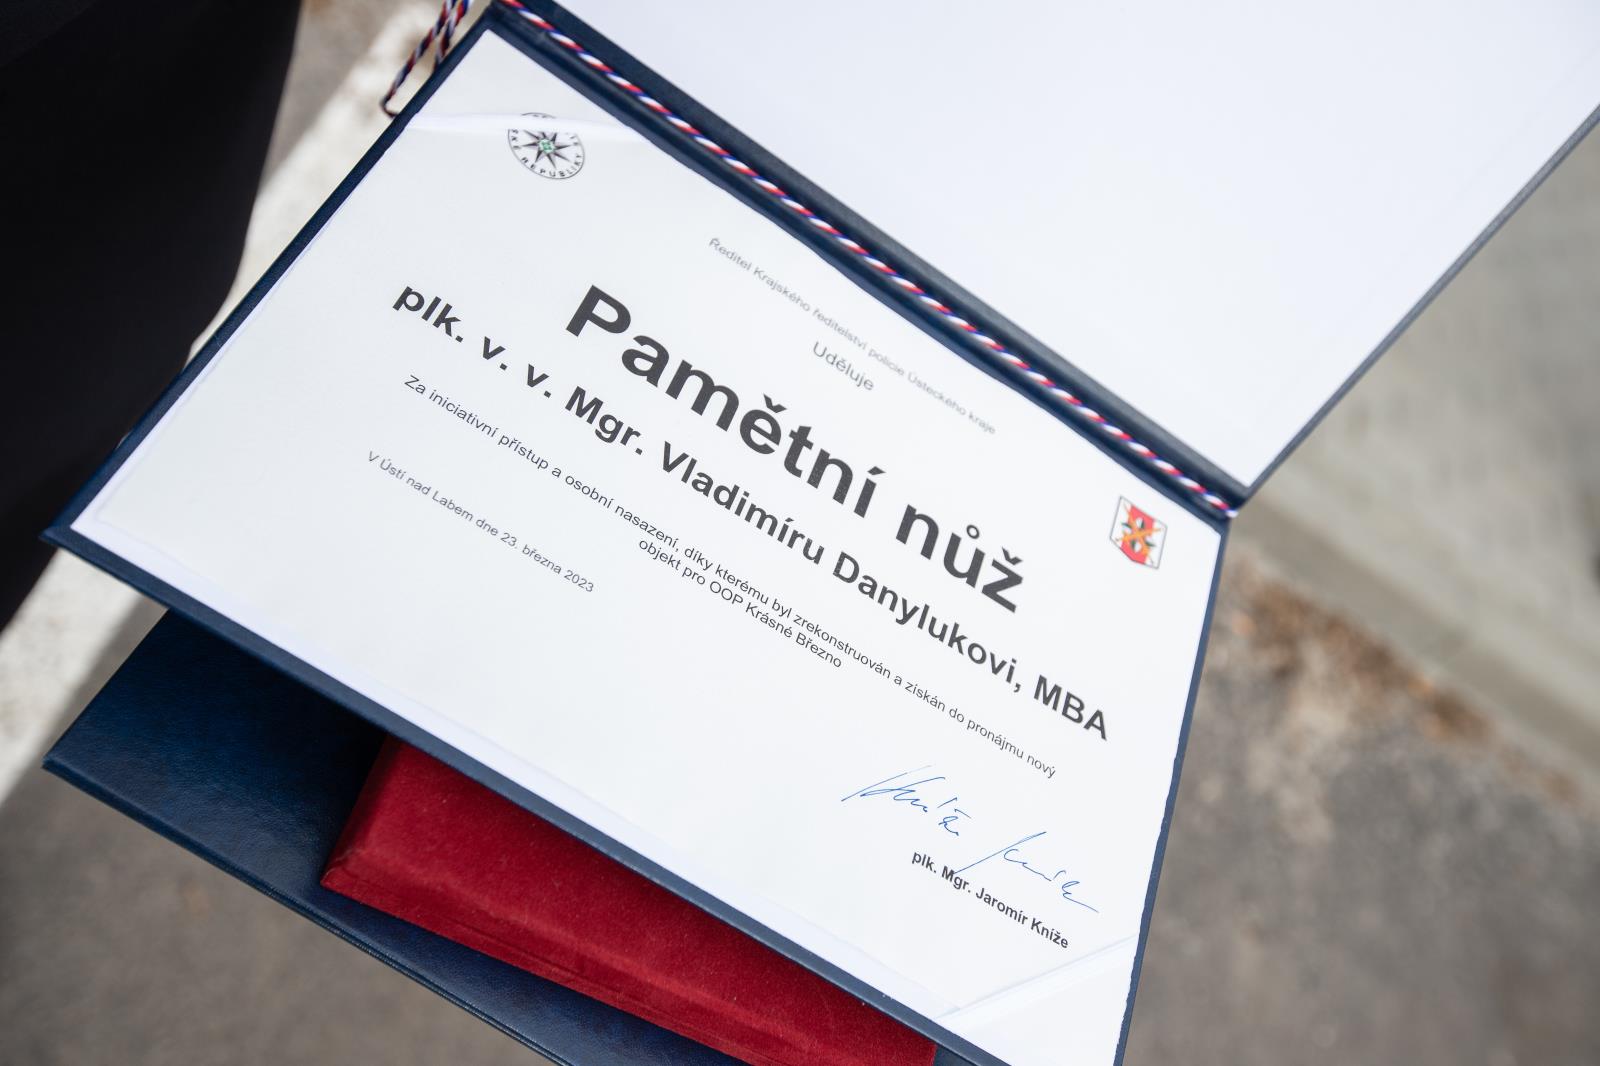 KÉ REPUBLIKY
Ředitel Krajského ředitelství policie Ústeckého kraje
Uděluje
Pamětní nůž
plk. v. v. Mgr. Vladimíru Danylukovi, MBA
Za iniciativní přístup a osobní nasazení, díky kterému byl zrekonstruován a získán do pronájmu nový
objekt pro OOP Krásné Březno
V Ústí nad Labem dne 23. března 2023
plk. Mgr. Jaromír Kníže